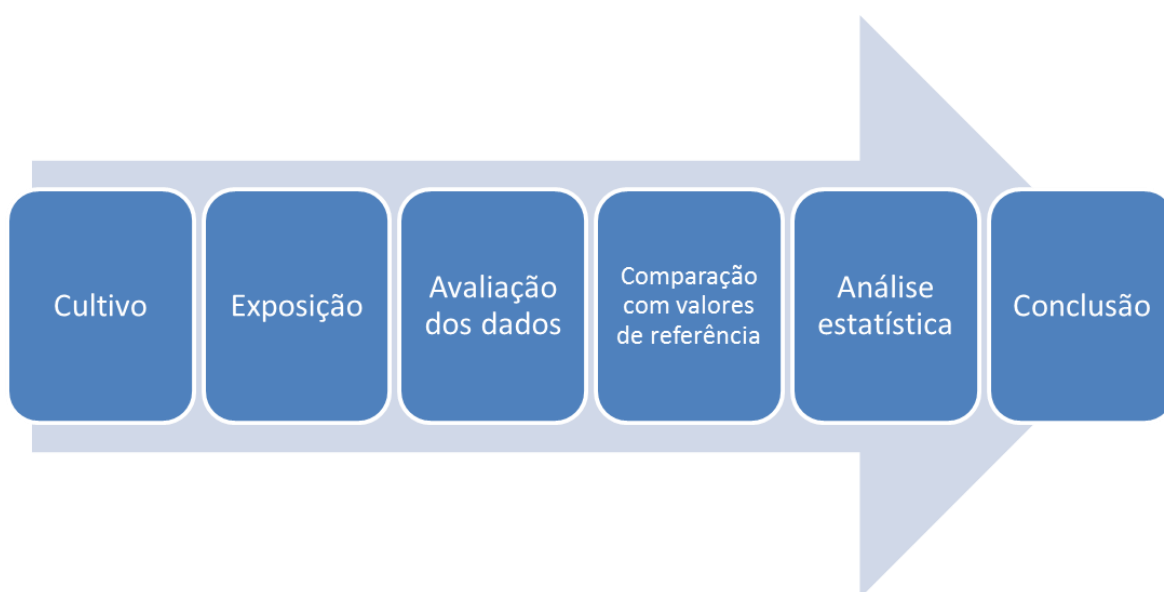 Cultivo
Exposição
Avaliação
dos dados
Comparação
com valores
de referência
Análise
estatística
Conclusão